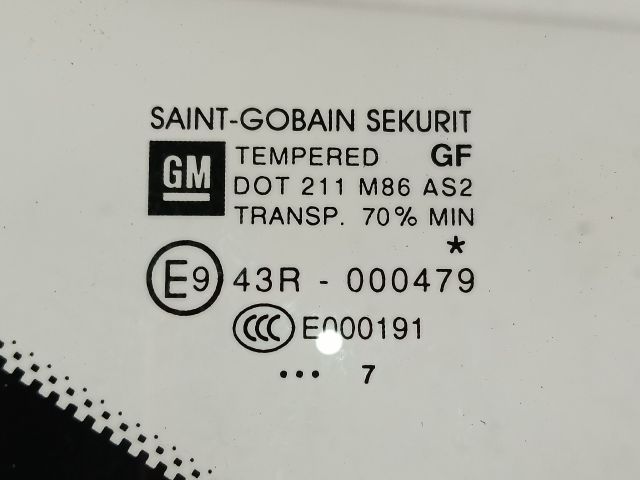 SAINT-GOBAIN SEKURIT
GM TEMPERED GF
DOT 211 M86 AS2
TRANSP. 70% MIN
*
E9 43R - 000479
CCC E000191
••• 7